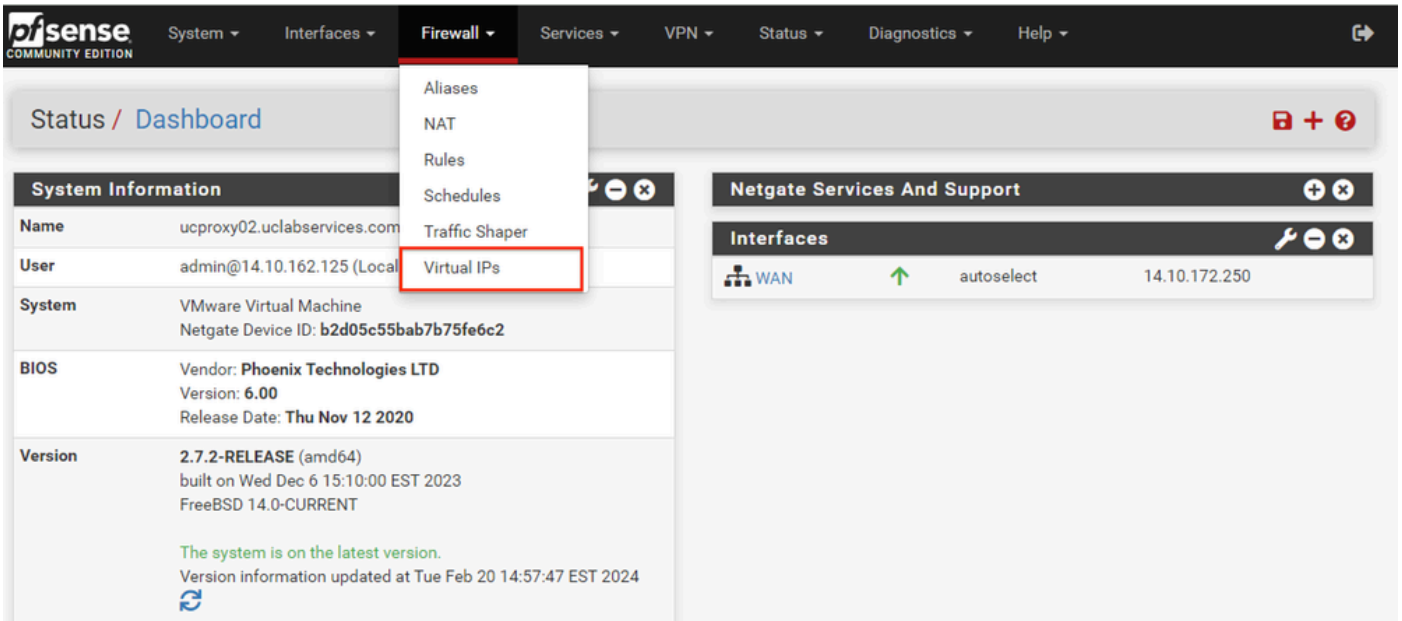 pfsense
COMMUNITY EDITION
System
Interfaces
Firewall
Services
VPN
Status
Diagnostics
Help
Aliases
NAT
Rules
Schedules
Traffic Shaper
Virtual IPs
Status / Dashboard
System Information
Name ucproxy02.uclabservices.com
User admin@14.10.162.125 (Local
System VMware Virtual Machine
Netgate Device ID: b2d05c55bab7b75fe6c2
BIOS Vendor: Phoenix Technologies LTD
Version: 6.00
Release Date: Thu Nov 12 2020
Version 2.7.2-RELEASE (amd64)
built on Wed Dec 6 15:10:00 EST 2023
FreeBSD 14.0-CURRENT
The system is on the latest version.
Version information updated at Tue Feb 20 14:57:47 EST 2024
Netgate Services And Support
Interfaces
WAN autoselect 14.10.172.250